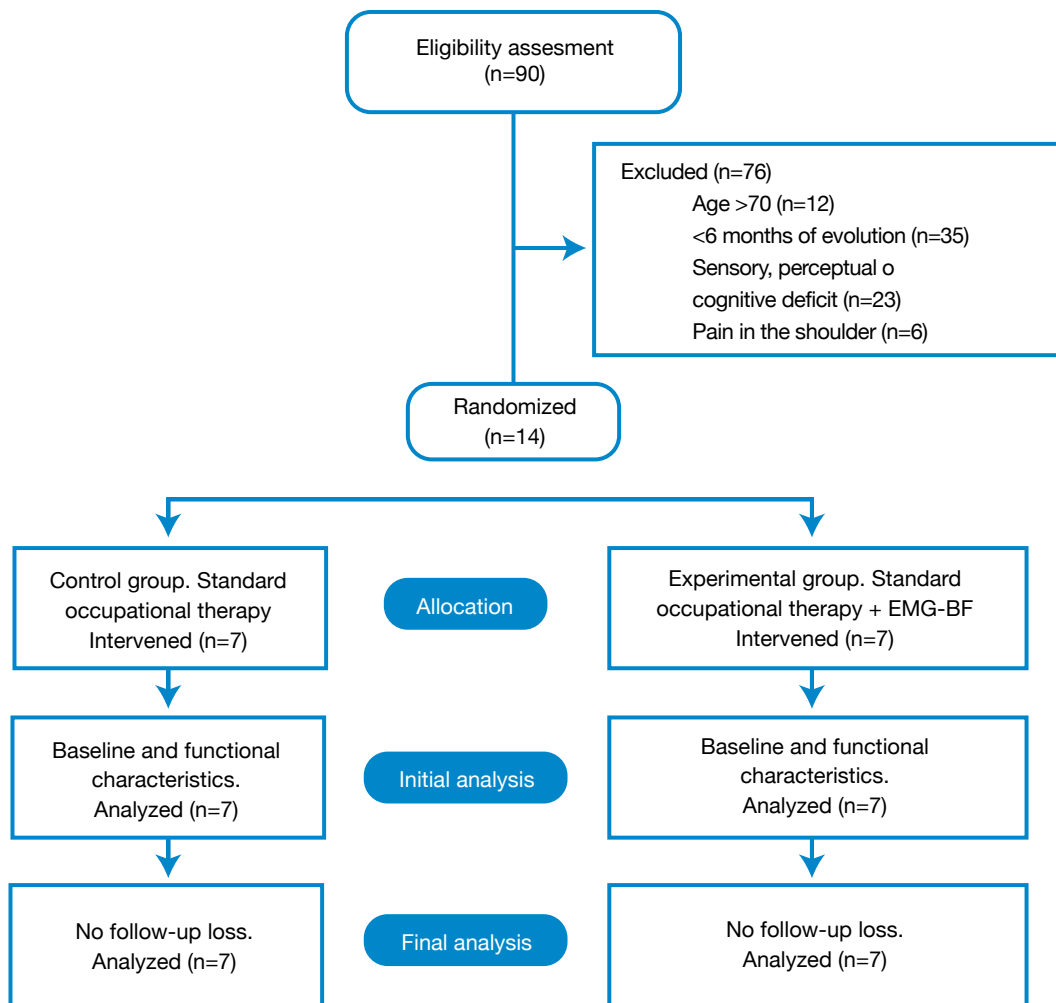 Eligibility assesment
(n=90)
Excluded (n=76)
Age >70 (n=12)
<6 months of evolution (n=35)
Sensory, perceptual o
cognitive deficit (n=23)
Pain in the shoulder (n=6)
Randomized
(n=14)
Control group. Standard
occupational therapy
Intervened (n=7)
Allocation
Experimental group. Standard
occupational therapy + EMG-BF
Intervened (n=7)
Baseline and functional
characteristics.
Analyzed (n=7)
Initial analysis
Baseline and functional
characteristics.
Analyzed (n=7)
No follow-up loss.
Analyzed (n=7)
Final analysis
No follow-up loss.
Analyzed (n=7)